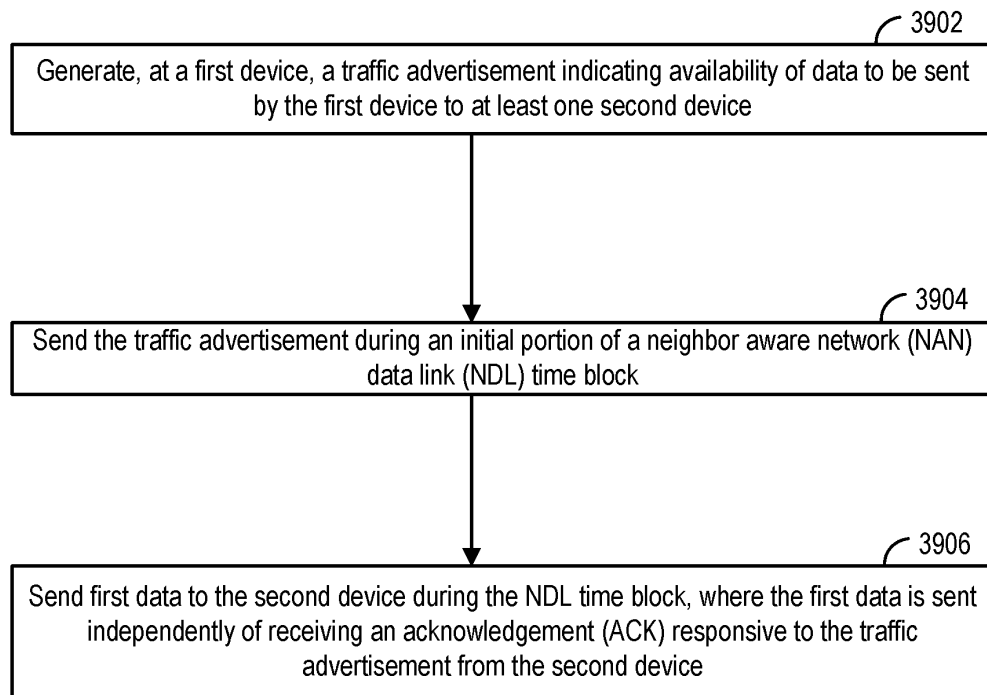 3902
Generate, at a first device, a traffic advertisement indicating availability of data to be sent
by the first device to at least one second device
3904
Send the traffic advertisement during an initial portion of a neighbor aware network (NAN)
data link (NDL) time block
3906
Send first data to the second device during the NDL time block, where the first data is sent
independently of receiving an acknowledgement (ACK) responsive to the traffic
advertisement from the second device